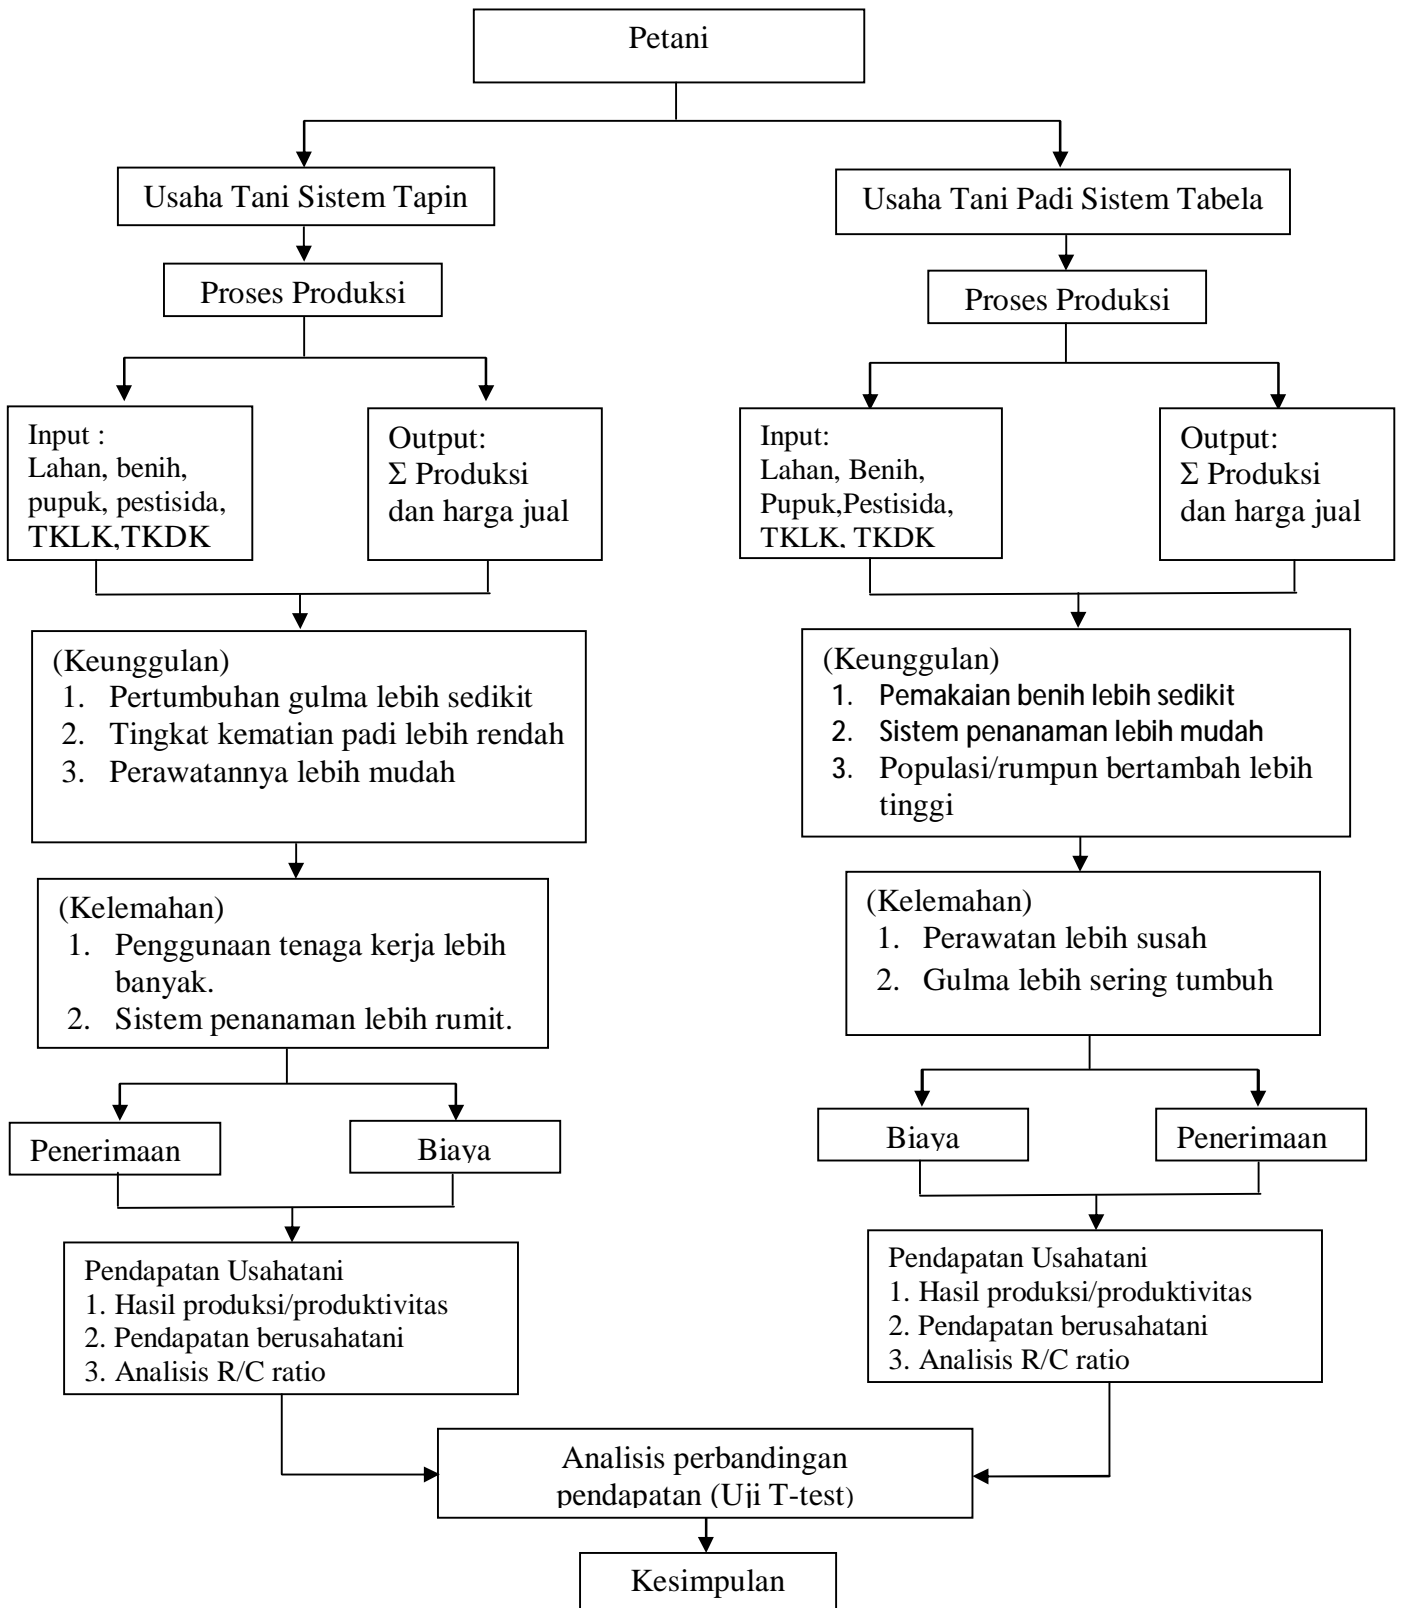 Petani
Usaha Tani Sistem Tapin
Usaha Tani Padi Sistem Tabela
Proses Produksi
Proses Produksi
Input :
Lahan, benih,
pupuk, pestisida,
TKLK,TKDK
Output:
Σ Produksi
dan harga jual
Input:
Lahan, Benih,
Pupuk,Pestisida,
TKLK, TKDK
Output:
Σ Produksi
dan harga jual
(Keunggulan)
1. Pertumbuhan gulma lebih sedikit
2. Tingkat kematian padi lebih rendah
3. Perawatannya lebih mudah
(Keunggulan)
1. Pemakaian benih lebih sedikit
2. Sistem penanaman lebih mudah
3. Populasi/rumpun bertambah lebih
tinggi
(Kelemahan)
1. Penggunaan tenaga kerja lebih
banyak.
2. Sistem penanaman lebih rumit.
(Kelemahan)
1. Perawatan lebih susah
2. Gulma lebih sering tumbuh
Penerimaan
Biaya
Biaya
Penerimaan
Pendapatan Usahatani
1. Hasil produksi/produktivitas
2. Pendapatan berusahatani
3. Analisis R/C ratio
Pendapatan Usahatani
1. Hasil produksi/produktivitas
2. Pendapatan berusahatani
3. Analisis R/C ratio
Analisis perbandingan
pendapatan (Uji T-test)
Kesimpulan